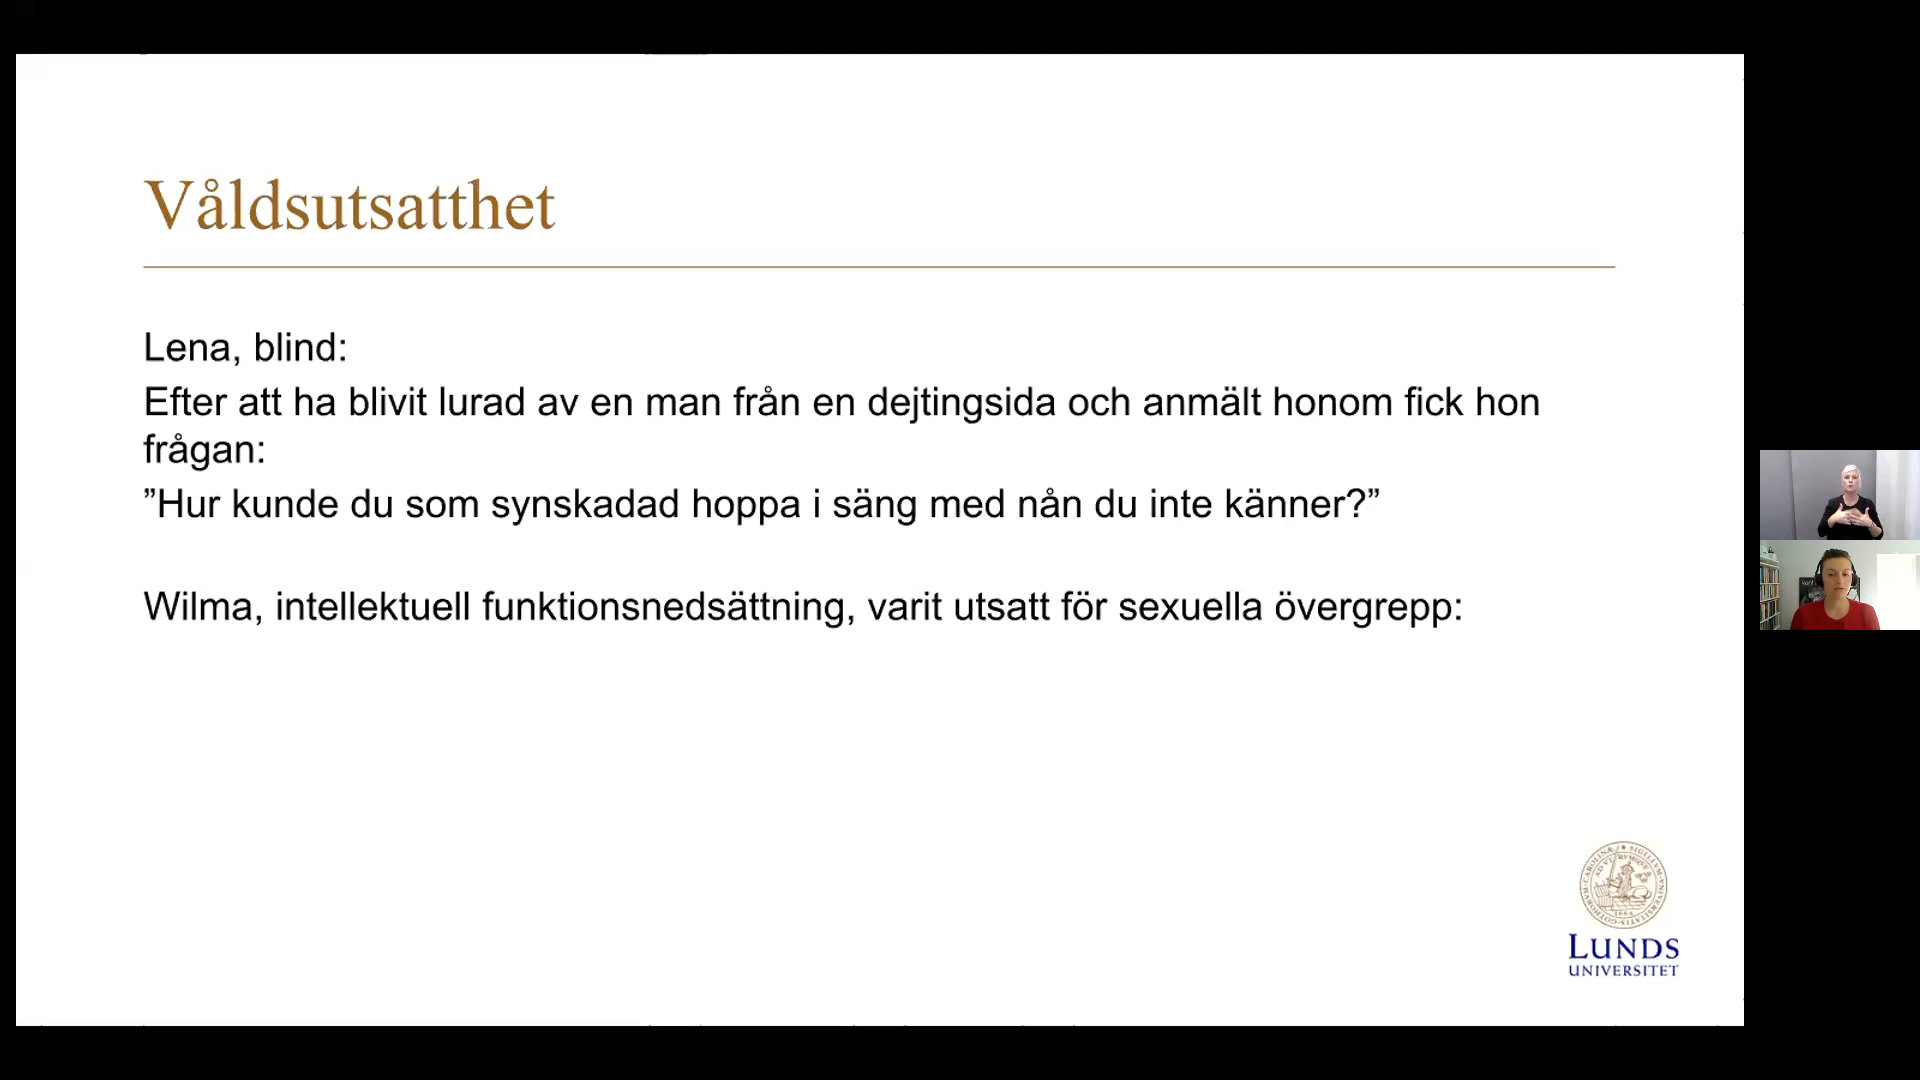 Våldsutsatthet
Lena, blind:
Efter att ha blivit lurad av en man från en dejtingsida och anmält honom fick hon
frågan:
”Hur kunde du som synskadad hoppa i säng med nån du inte känner?”
Wilma, intellektuell funktionsnedsättning, varit utsatt för sexuella övergrepp:
LUNDS
UNIVERSITET